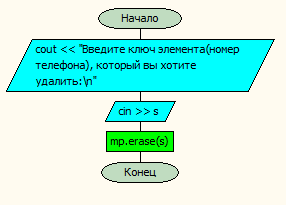 Начало
cout << "Введите ключ элемента(номер
телефона), который вы хотите
удалить:\n"
cin >> s
mp.erase(s)
Конец